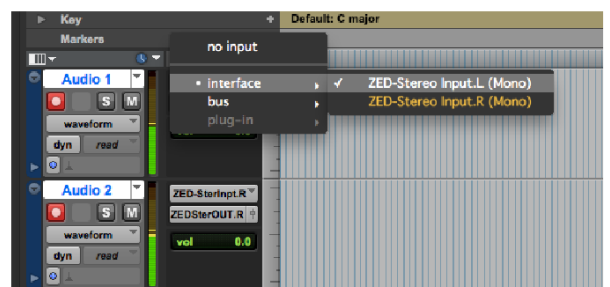 Key + Default: C major
Markers
no input
Audio 1
interface ✓ ZED-Stereo Input.L (Mono)
S M
bus ZED-Stereo Input.R (Mono)
waveform
plug-in
dyn read
Audio 2
ZED-SterInpt.R
S M
ZEDSterOUT.R
waveform
vol 0.0
dyn read